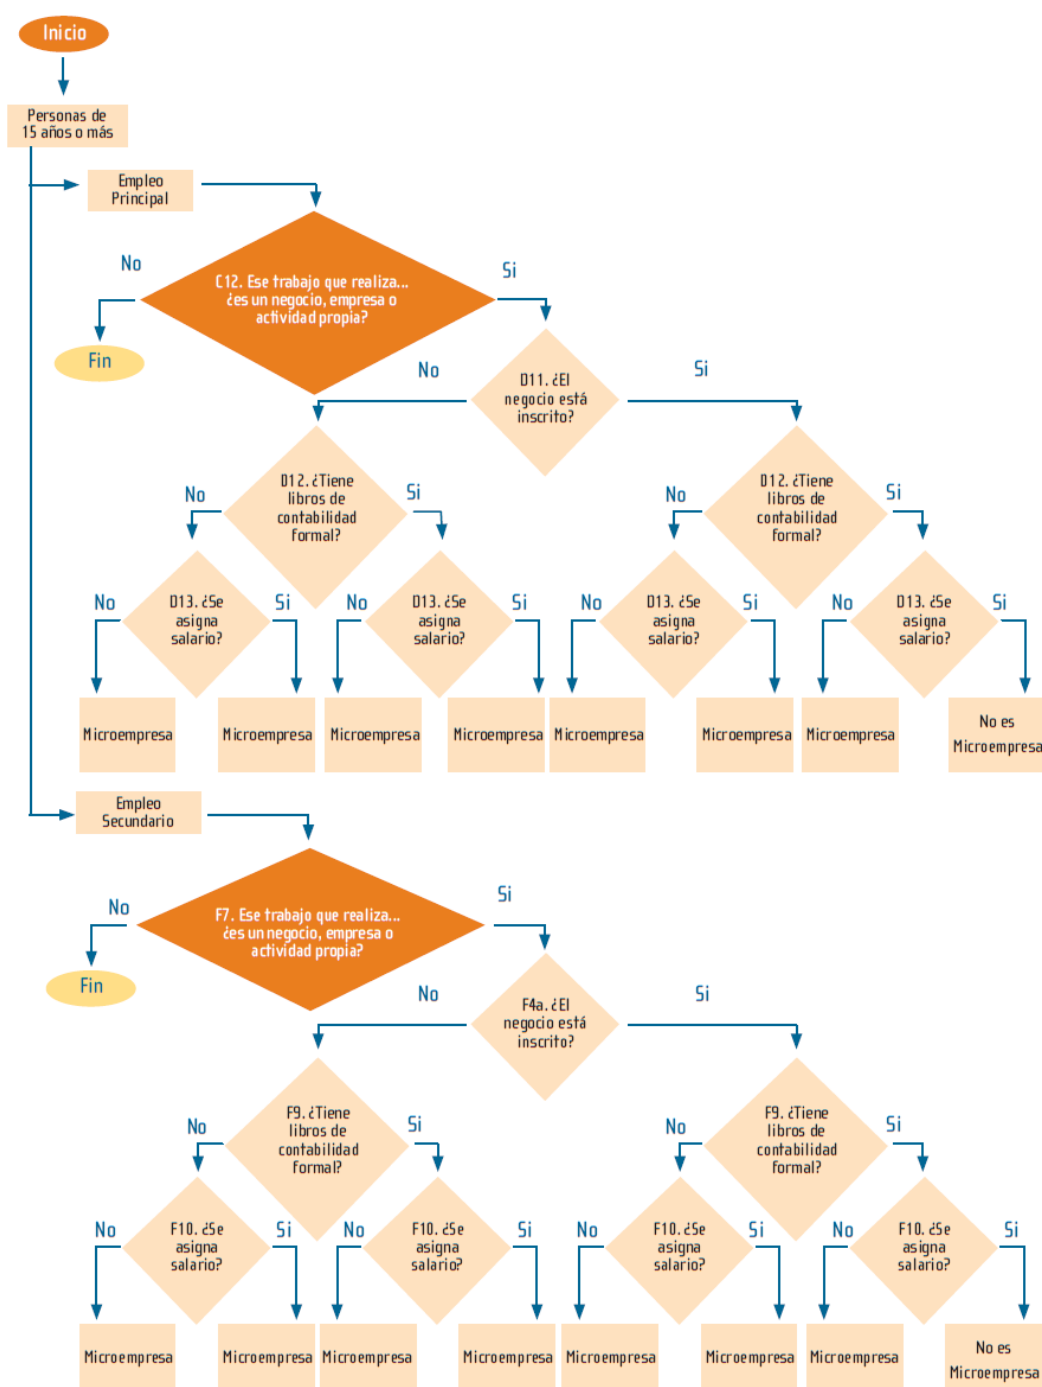 Inicio
Personas de
15 años o más
Empleo
Principal
C12. Ese trabajo que realiza...
¿es un negocio, empresa o
actividad propia?
No
Si
Fin
D11. ¿El
negocio está
inscrito?
No
Si
D12. ¿Tiene
libros de
contabilidad
formal?
No
Si
D12. ¿Tiene
libros de
contabilidad
formal?
No
Si
D13. ¿Se
asigna
salario?
No
Si
D13. ¿Se
asigna
salario?
No
Si
D13. ¿Se
asigna
salario?
No
Si
D13. ¿Se
asigna
salario?
No
Si
Microempresa
Microempresa
Microempresa
Microempresa
Microempresa
Microempresa
Microempresa
No es
Microempresa
Empleo
Secundario
F7. Ese trabajo que realiza...
¿es un negocio, empresa o
actividad propia?
No
Si
Fin
F4a. ¿El
negocio está
inscrito?
No
Si
F9. ¿Tiene
libros de
contabilidad
formal?
No
Si
F9. ¿Tiene
libros de
contabilidad
formal?
No
Si
F10. ¿Se
asigna
salario?
No
Si
F10. ¿Se
asigna
salario?
No
Si
F10. ¿Se
asigna
salario?
No
Si
F10. ¿Se
asigna
salario?
No
Si
Microempresa
Microempresa
Microempresa
Microempresa
Microempresa
Microempresa
Microempresa
No es
Microempresa